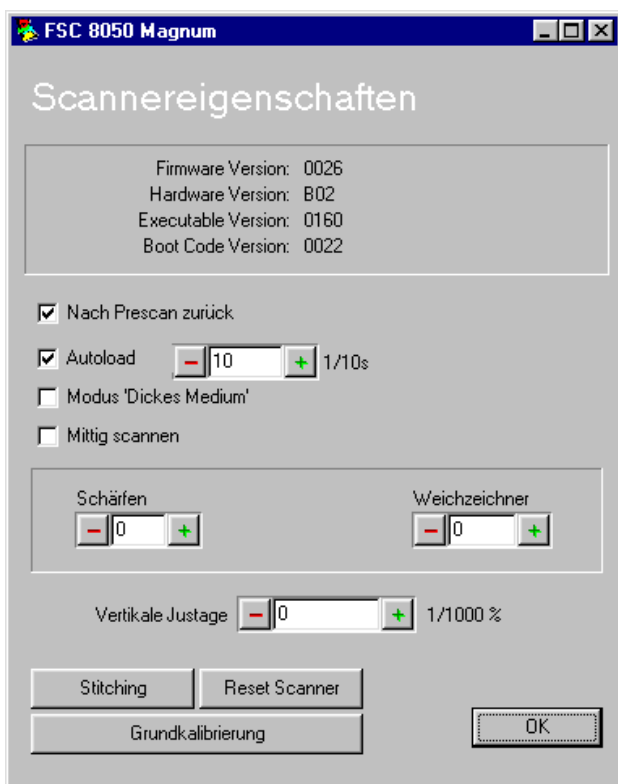 FSC 8050 Magnum
Scannereigenschaften
Firmware Version: 0026
Hardware Version: B02
Executable Version: 0160
Boot Code Version: 0022
Nach Prescan zurück
Autoload 10 1/10s
Modus 'Dickes Medium'
Mittig scannen
Schärfen Weichzeichner
0 0
Vertikale Justage 0 1/1000 %
Stitching Reset Scanner
Grundkalibrierung OK